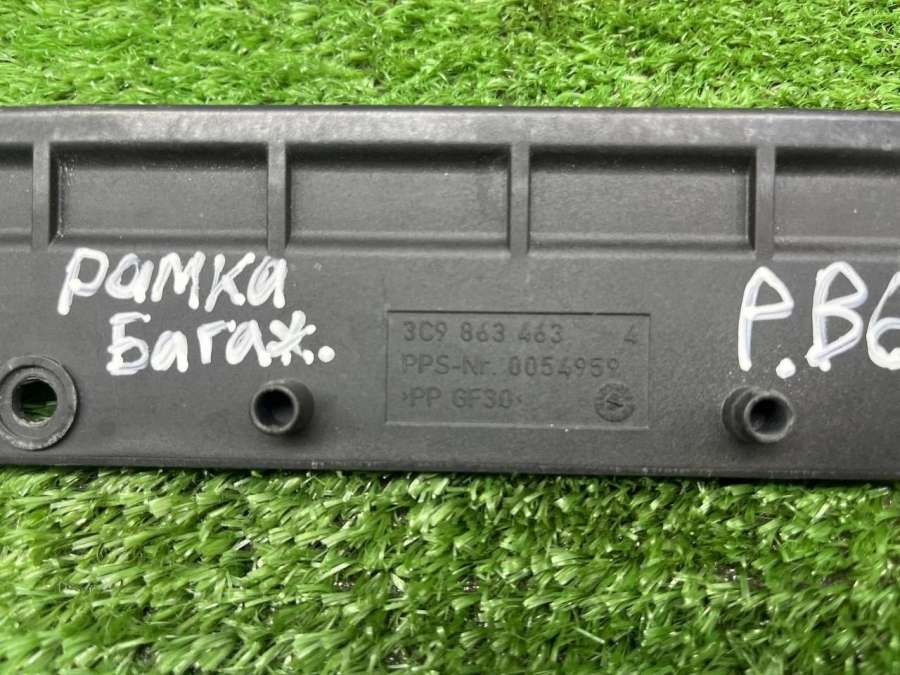 рамка
Багаж.
P.B6
3C9 863 463 4
PPS-Nr. 0054959
>PP GF30<